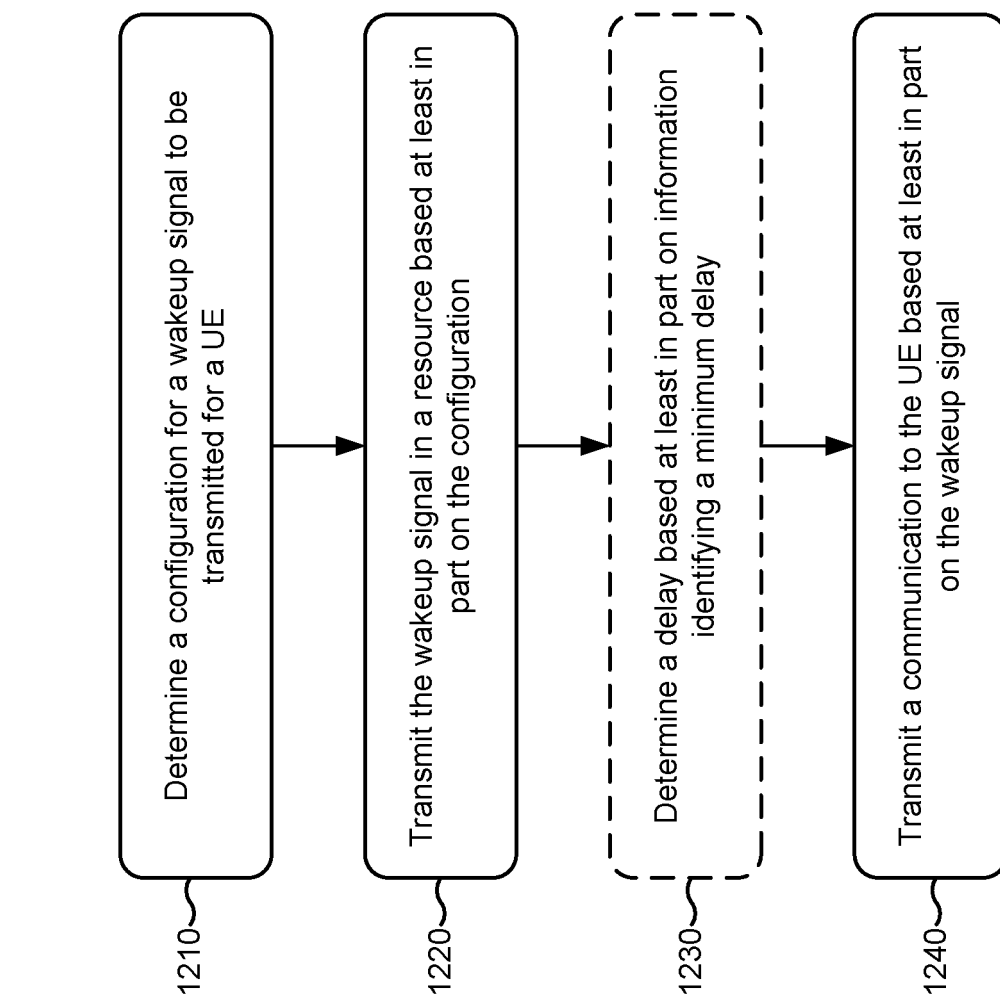 1210
Determine a configuration for a wakeup signal to be
transmitted for a UE
1220
Transmit the wakeup signal in a resource based at least in
part on the configuration
1230
Determine a delay based at least in part on information
identifying a minimum delay
1240
Transmit a communication to the UE based at least in part
on the wakeup signal